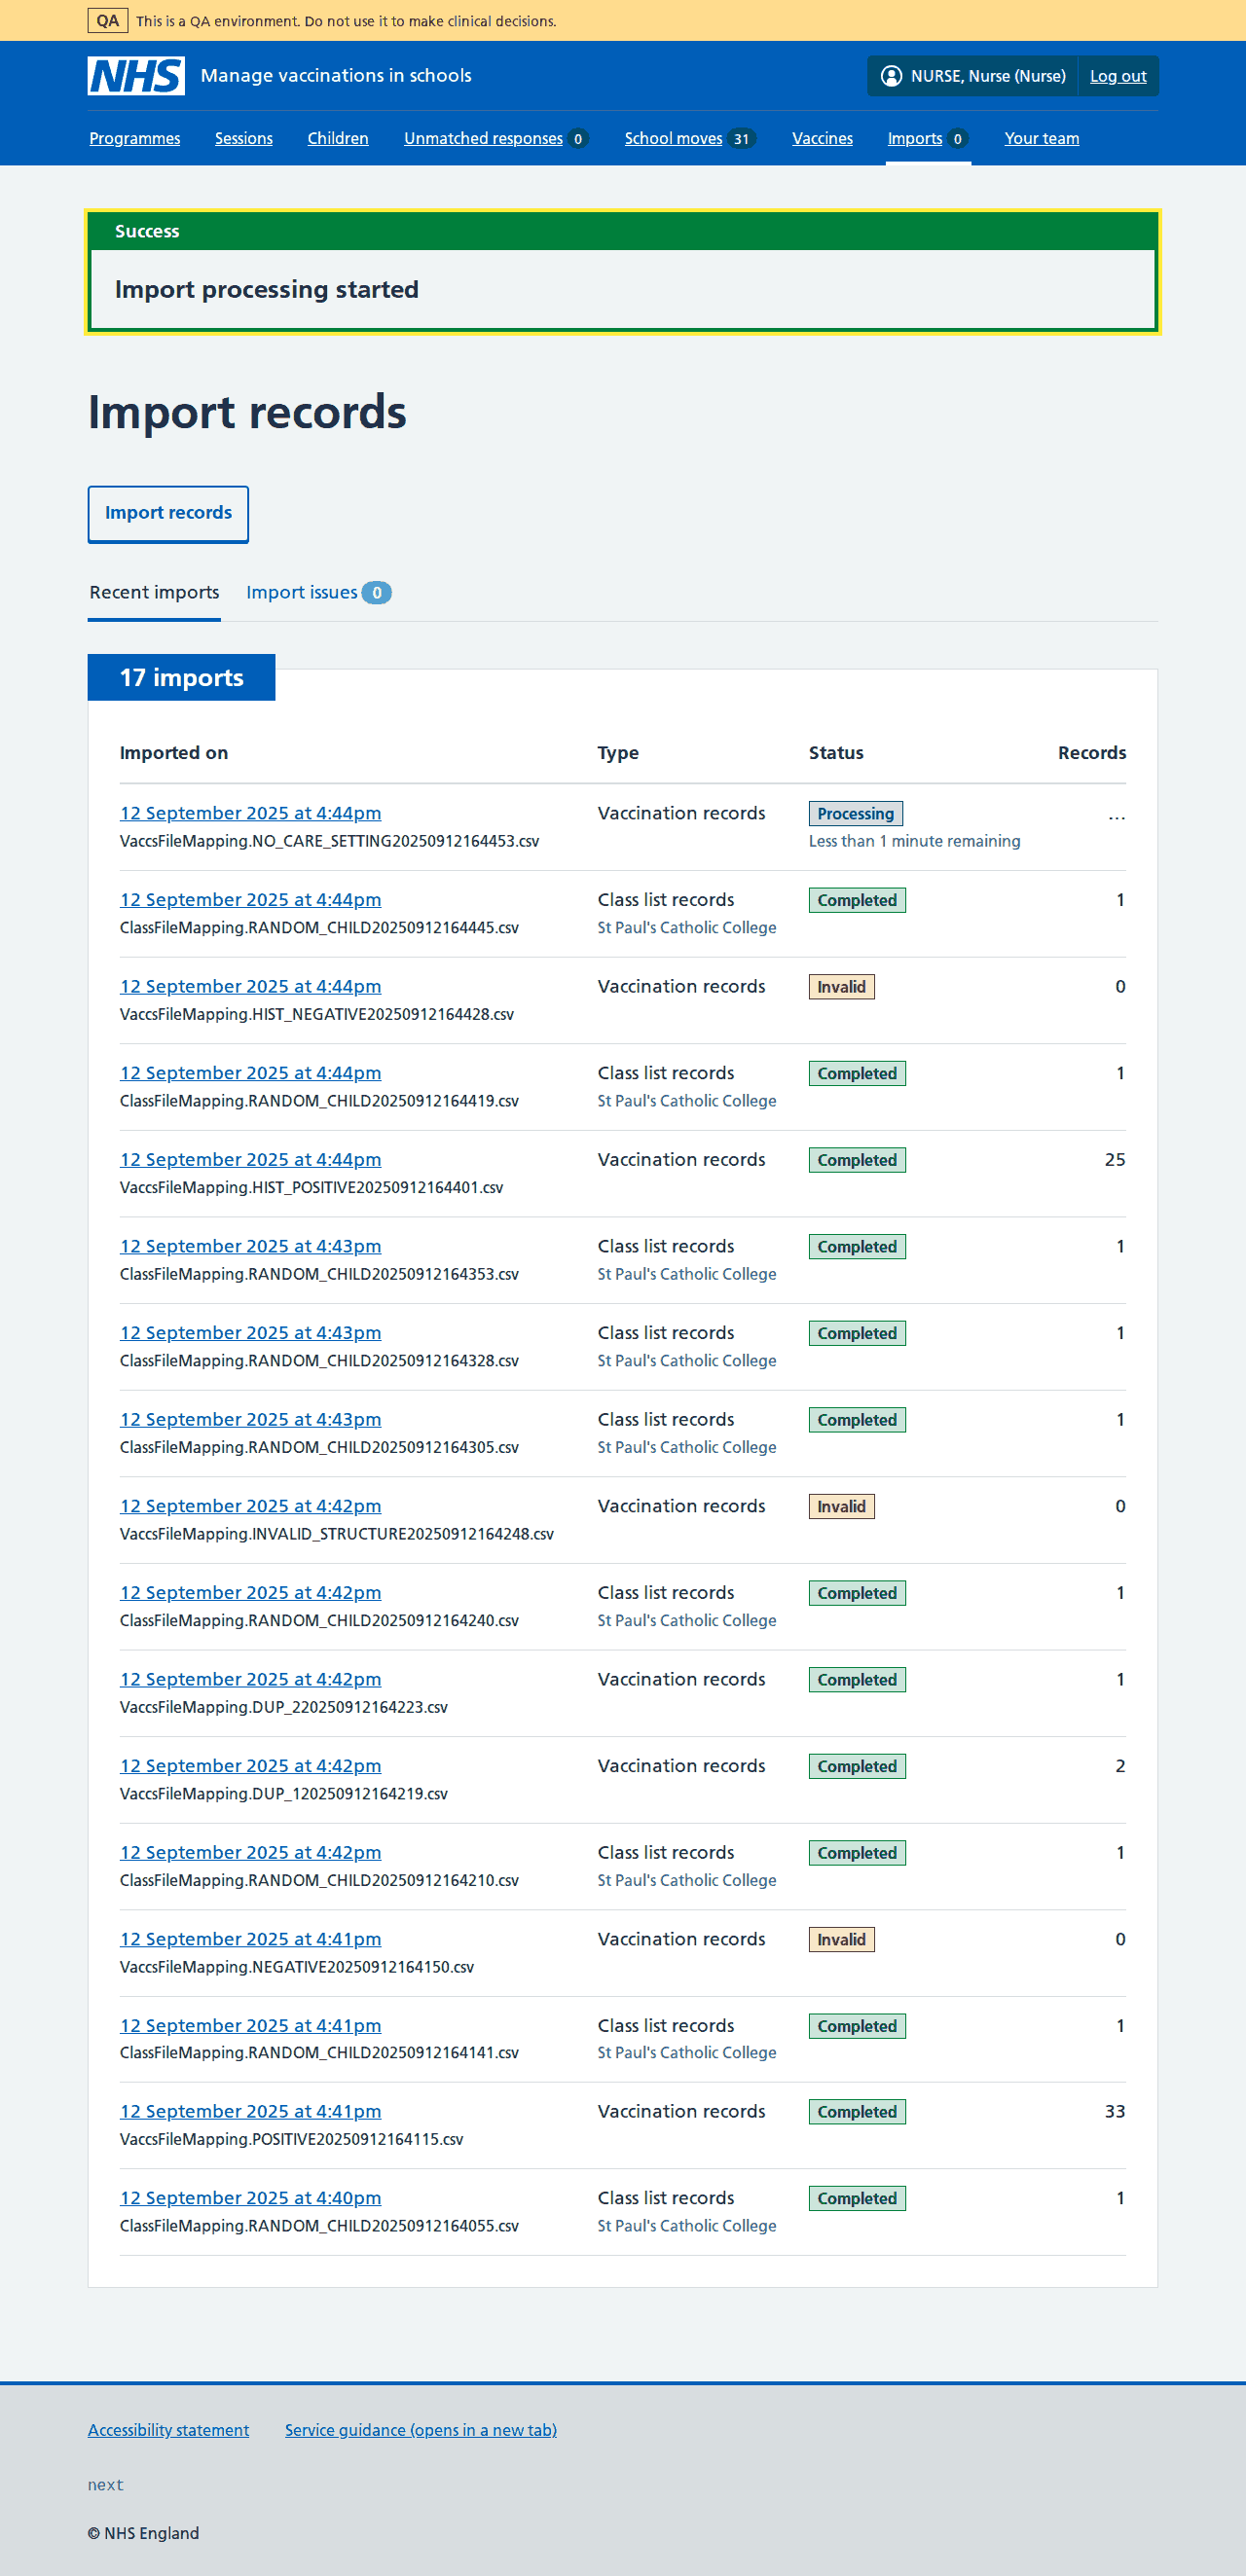 QA This is a QA environment. Do not use it to make clinical decisions.
NHS Manage vaccinations in schools NURSE, Nurse (Nurse) Log out
Programmes Sessions Children Unmatched responses 0 School moves 31 Vaccines Imports 0 Your team
Success
Import processing started
Import records
Import records
Recent imports Import issues 0
17 imports
Imported on Type Status Records
12 September 2025 at 4:44pm Vaccination records Processing ...
VaccsFileMapping.NO_CARE_SETTING20250912164453.csv Less than 1 minute remaining
12 September 2025 at 4:44pm Class list records Completed 1
ClassFileMapping.RANDOM_CHILD20250912164445.csv St Paul's Catholic College
12 September 2025 at 4:44pm Vaccination records Invalid 0
VaccsFileMapping.HIST_NEGATIVE20250912164428.csv
12 September 2025 at 4:44pm Class list records Completed 1
ClassFileMapping.RANDOM_CHILD20250912164419.csv St Paul's Catholic College
12 September 2025 at 4:44pm Vaccination records Completed 25
VaccsFileMapping.HIST_POSITIVE20250912164401.csv
12 September 2025 at 4:43pm Class list records Completed 1
ClassFileMapping.RANDOM_CHILD20250912164353.csv St Paul's Catholic College
12 September 2025 at 4:43pm Class list records Completed 1
ClassFileMapping.RANDOM_CHILD20250912164328.csv St Paul's Catholic College
12 September 2025 at 4:43pm Class list records Completed 1
ClassFileMapping.RANDOM_CHILD20250912164305.csv St Paul's Catholic College
12 September 2025 at 4:42pm Vaccination records Invalid 0
VaccsFileMapping.INVALID_STRUCTURE20250912164248.csv
12 September 2025 at 4:42pm Class list records Completed 1
ClassFileMapping.RANDOM_CHILD20250912164240.csv St Paul's Catholic College
12 September 2025 at 4:42pm Vaccination records Completed 1
VaccsFileMapping.DUP_220250912164223.csv
12 September 2025 at 4:42pm Vaccination records Completed 2
VaccsFileMapping.DUP_120250912164219.csv
12 September 2025 at 4:42pm Class list records Completed 1
ClassFileMapping.RANDOM_CHILD20250912164210.csv St Paul's Catholic College
12 September 2025 at 4:41pm Vaccination records Invalid 0
VaccsFileMapping.NEGATIVE20250912164150.csv
12 September 2025 at 4:41pm Class list records Completed 1
ClassFileMapping.RANDOM_CHILD20250912164141.csv St Paul's Catholic College
12 September 2025 at 4:41pm Vaccination records Completed 33
VaccsFileMapping.POSITIVE20250912164115.csv
12 September 2025 at 4:40pm Class list records Completed 1
ClassFileMapping.RANDOM_CHILD20250912164055.csv St Paul's Catholic College
Accessibility statement Service guidance (opens in a new tab)
next
© NHS England